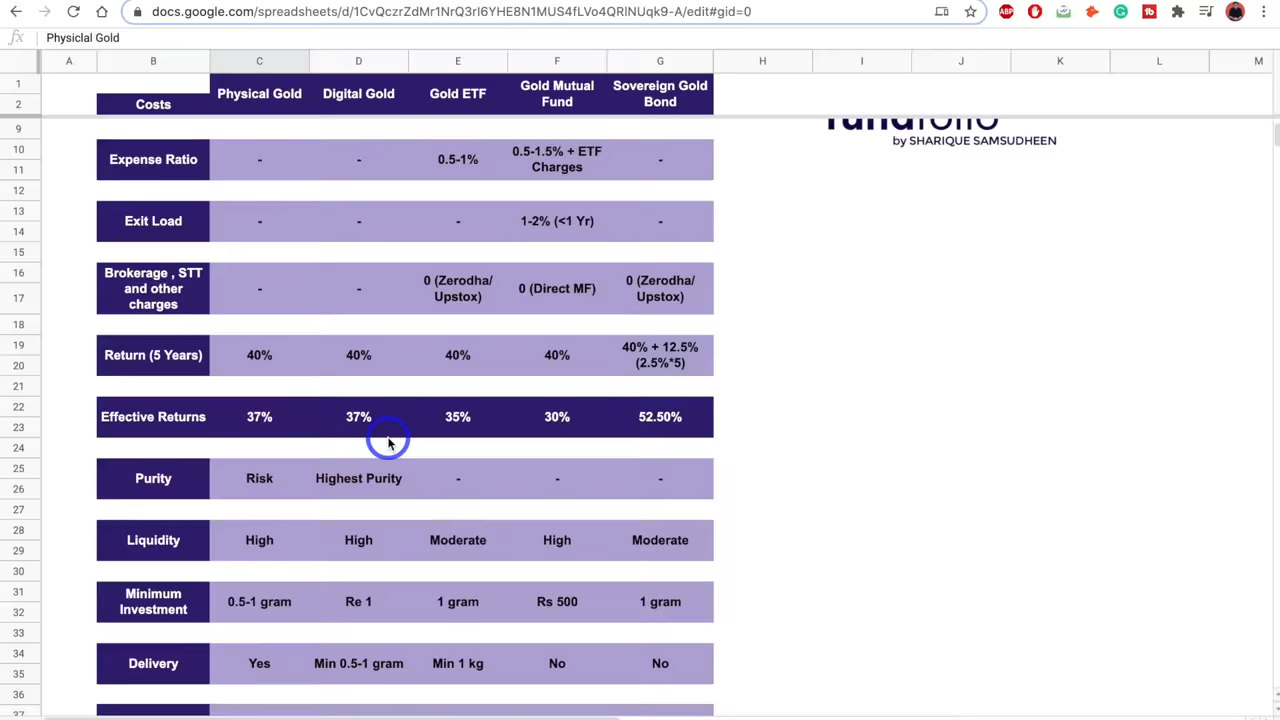 docs.google.com/spreadsheets/d/1CvQczrZdMr1NrQ3rI6YHE8N1MUS4fLVo4QRlNUqk9-A/edit#gid=0
ABP
fx Physiclal Gold
A B C D E F G H I J K L M
1 Physical Gold Digital Gold Gold ETF Gold Mutual Fund Sovereign Gold Bond
2 Costs
9 fundfolio
by SHARIQUE SAMSUDHEEN
10 Expense Ratio - - 0.5-1% 0.5-1.5% + ETF Charges -
11
12
13 Exit Load - - - 1-2% (<1 Yr) -
14
15
16 Brokerage , STT and other charges - - 0 (Zerodha/ Upstox) 0 (Direct MF) 0 (Zerodha/ Upstox)
17
18
19 Return (5 Years) 40% 40% 40% 40% 40% + 12.5% (2.5%*5)
20
21
22 Effective Returns 37% 37% 35% 30% 52.50%
23
24
25 Purity Risk Highest Purity - - -
26
27
28 Liquidity High High Moderate High Moderate
29
30
31 Minimum Investment 0.5-1 gram Re 1 1 gram Rs 500 1 gram
32
33
34 Delivery Yes Min 0.5-1 gram Min 1 kg No No
35
36
37